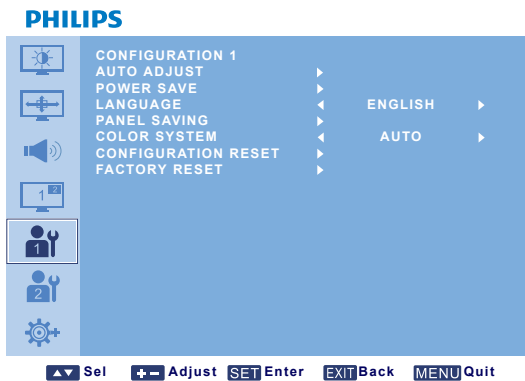 PHILIPS
CONFIGURATION 1
AUTO ADJUST
POWER SAVE
LANGUAGE ENGLISH
PANEL SAVING
COLOR SYSTEM AUTO
CONFIGURATION RESET
FACTORY RESET
1 2
1
2
Sel + - Adjust SET Enter EXIT Back MENU Quit